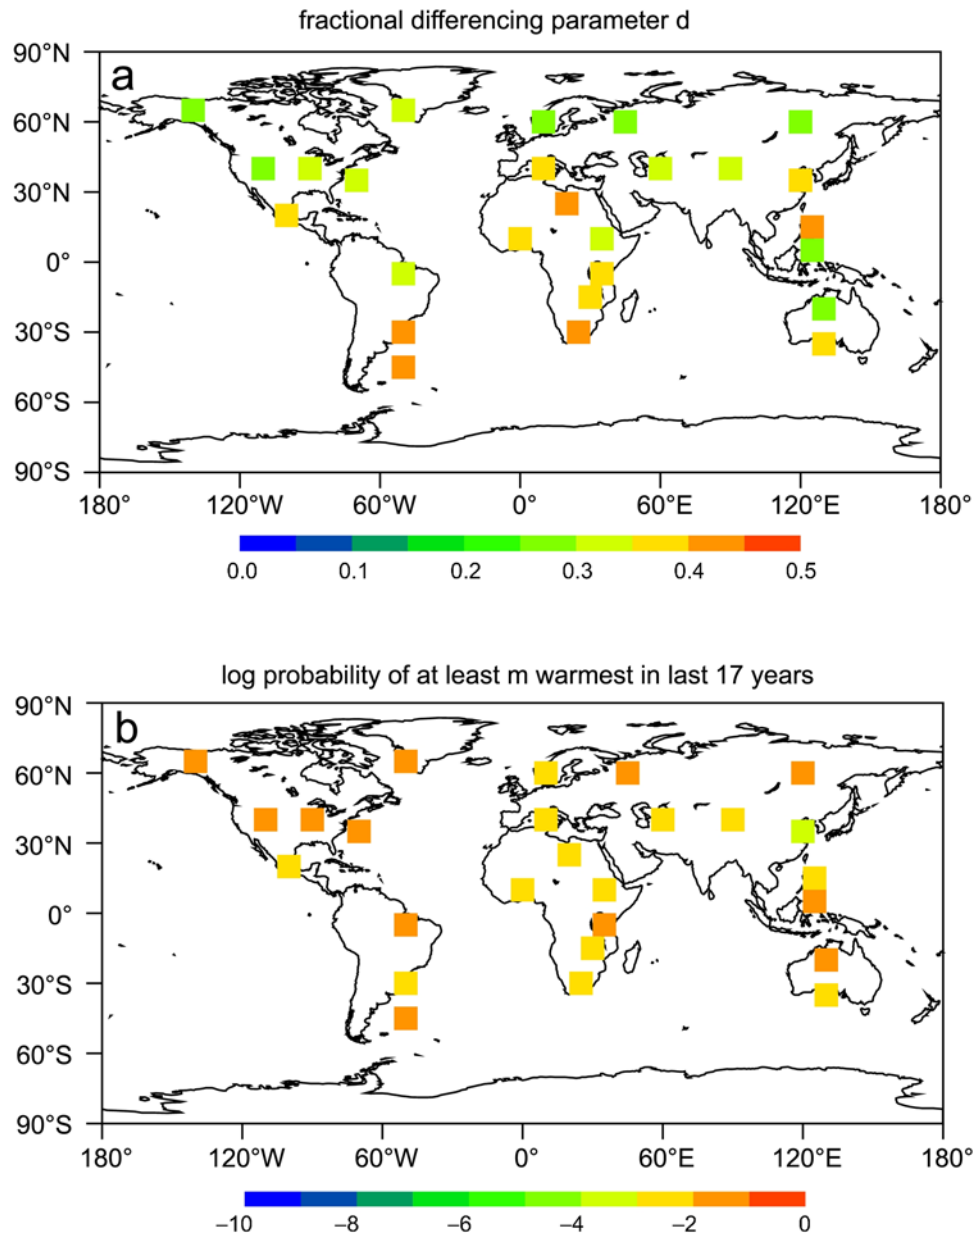 fractional differencing parameter d
a
90°N
60°N
30°N
0°
30°S
60°S
90°S
180° 120°W 60°W 0° 60°E 120°E 180°
0.0 0.1 0.2 0.3 0.4 0.5
log probability of at least m warmest in last 17 years
b
90°N
60°N
30°N
0°
30°S
60°S
90°S
180° 120°W 60°W 0° 60°E 120°E 180°
−10 −8 −6 −4 −2 0